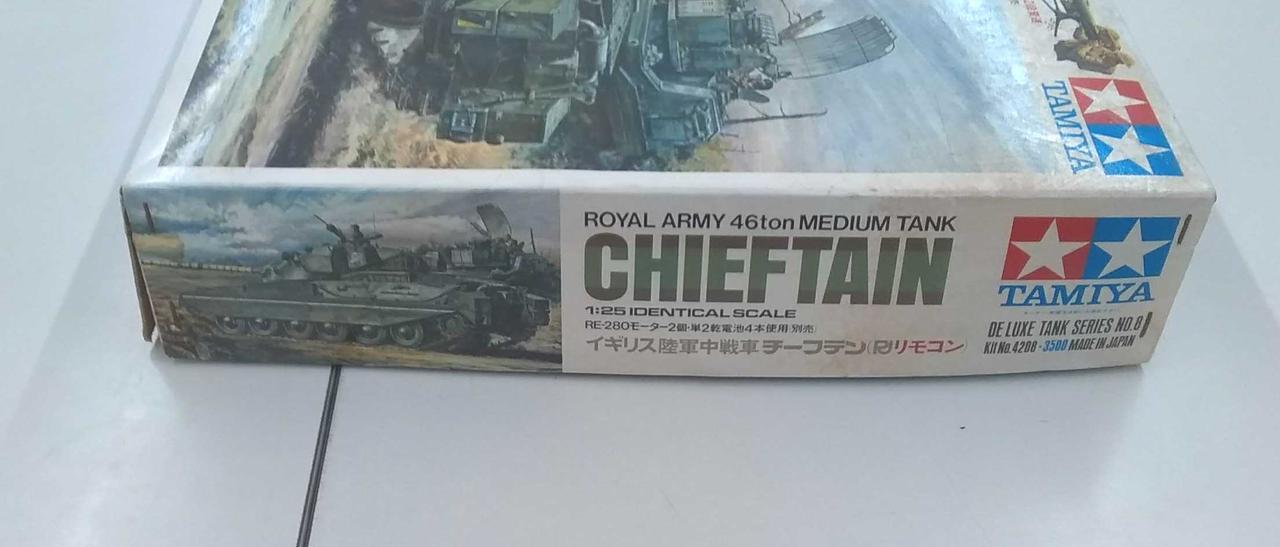 TAMIYA
ROYAL ARMY 46ton MEDIUM TANK
CHIEFTAIN
1:25 IDENTICAL SCALE
RE-280モーター2個・単2乾電池4本使用(別売)
イギリス陸軍中戦車 チーフテン(Rリモコン)
TAMIYA
DE LUXE TANK SERIES NO.8
Kit No. 4208 -3500 MADE IN JAPAN